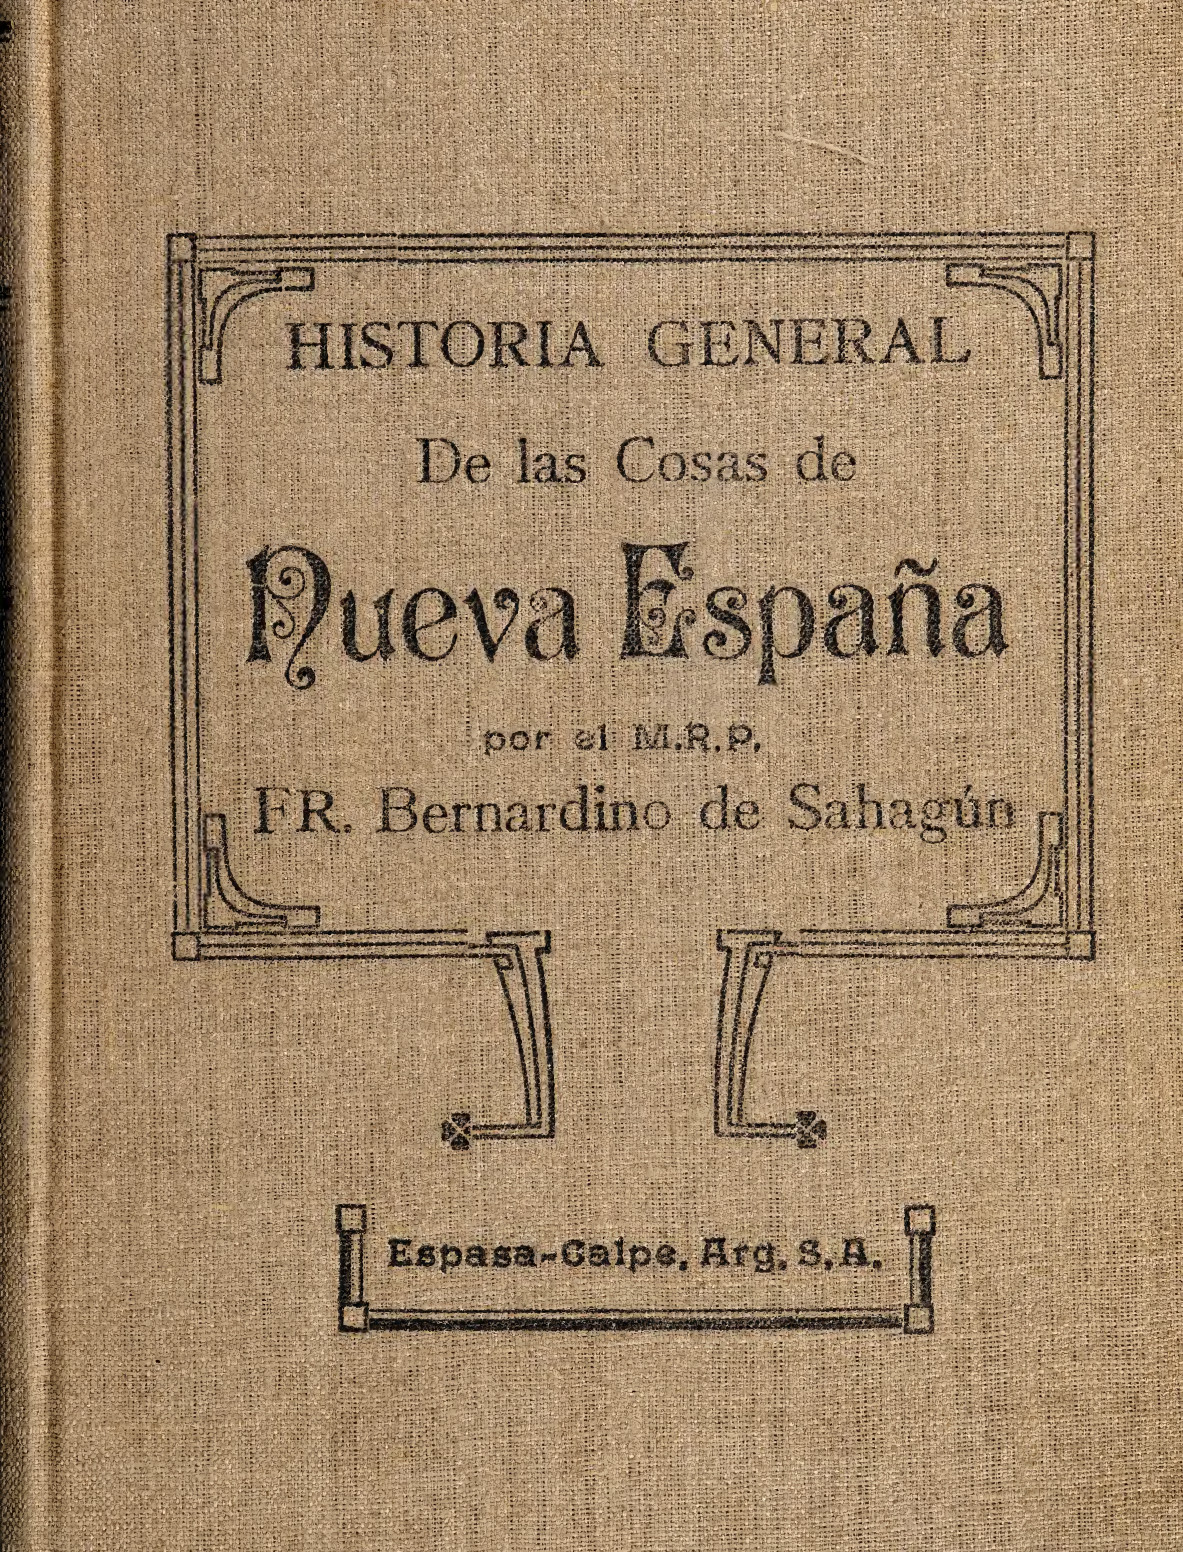 HISTORIA GENERAL
De las Cosas de
Nueva España
por el M.R.P.
FR. Bernardino de Sahagún
Espasa-Calpe, Arg. S.A.